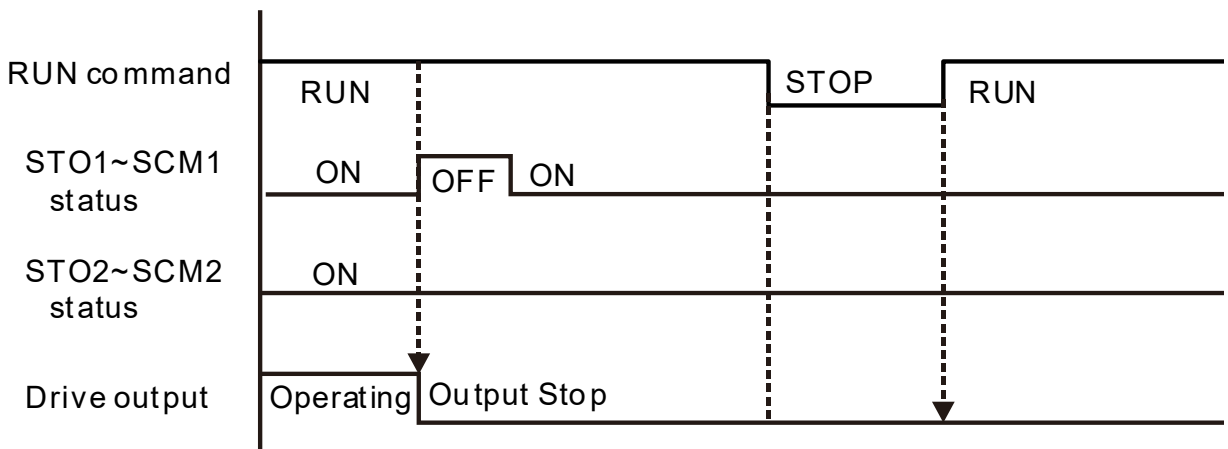 RUN command
RUN
STOP
RUN
STO1~SCM1
status
ON
OFF
ON
STO2~SCM2
status
ON
Drive output
Operating
Output Stop